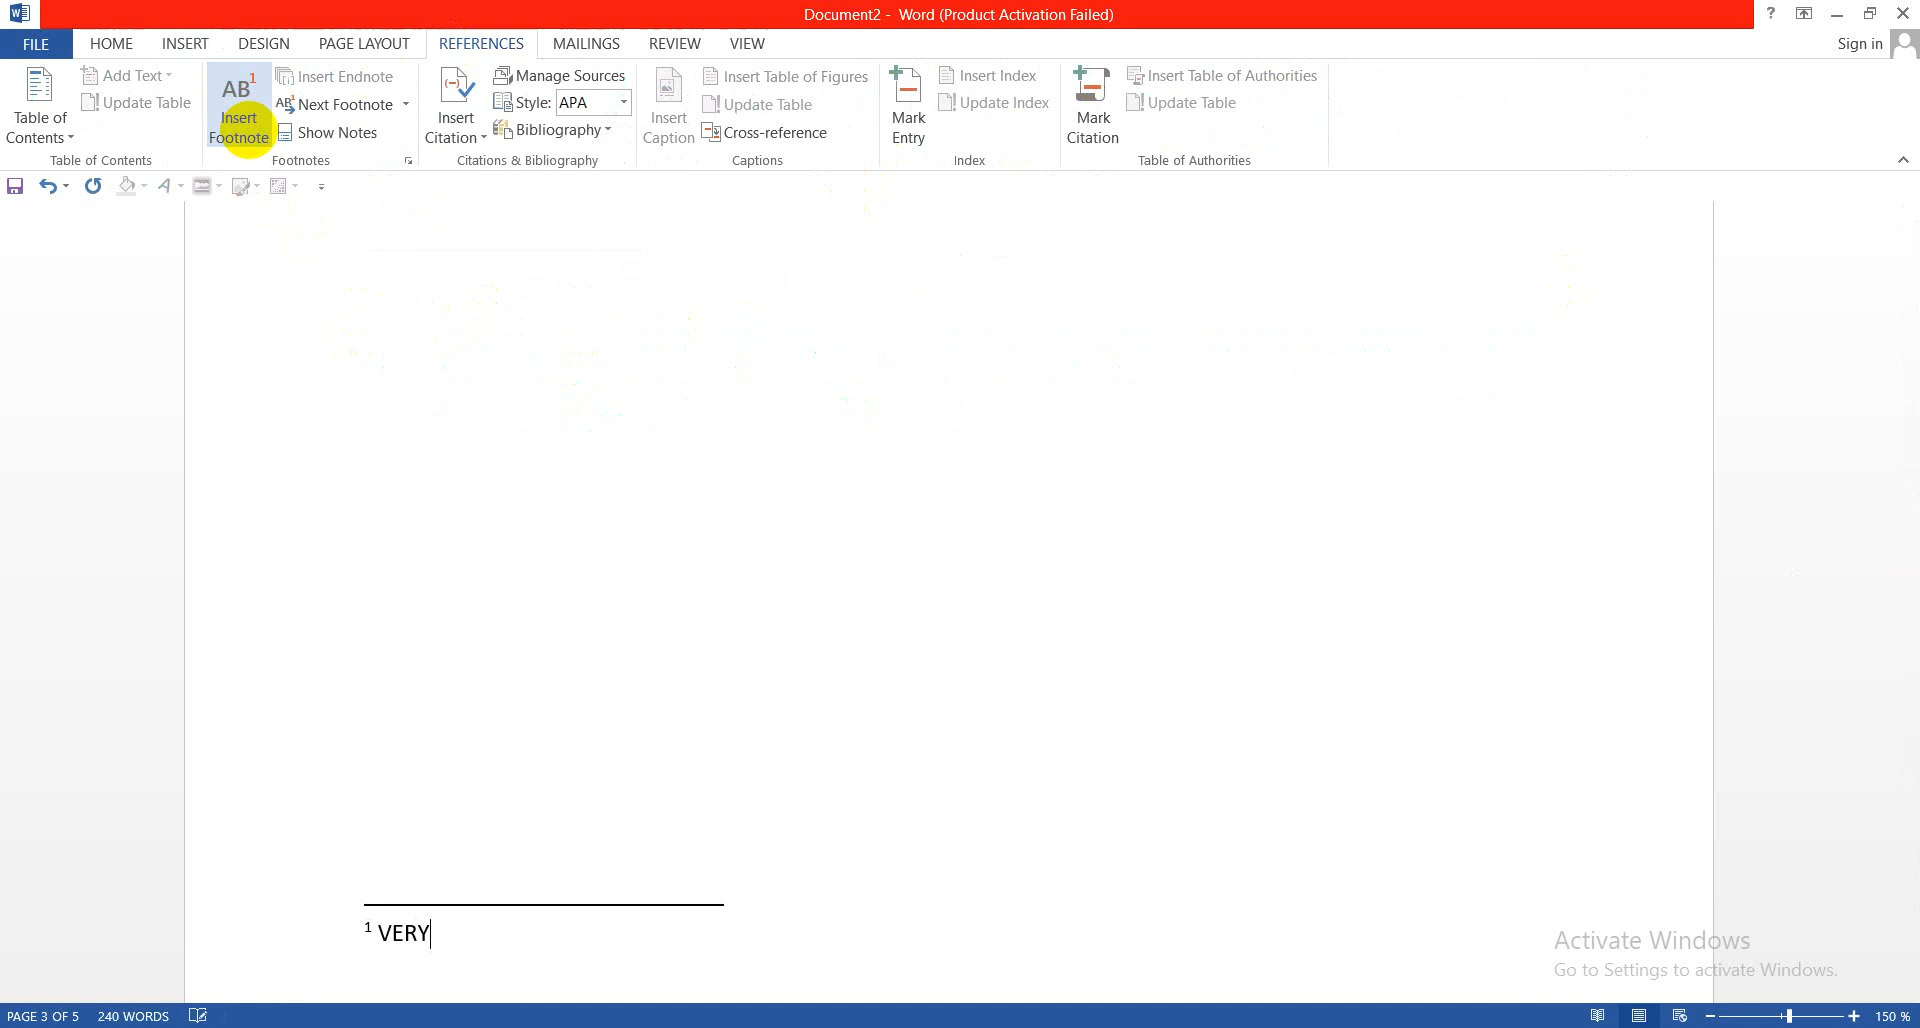 Document2 - Word (Product Activation Failed)
?
FILE HOME INSERT DESIGN PAGE LAYOUT REFERENCES MAILINGS REVIEW VIEW Sign in
Table of Contents
Add Text
Update Table
Table of Contents
AB1 Insert Footnote
Insert Endnote
Next Footnote
Show Notes
Footnotes
Insert Citation
Manage Sources
Style: APA
Bibliography
Citations & Bibliography
Insert Caption
Insert Table of Figures
Update Table
Cross-reference
Captions
Mark Entry
Insert Index
Update Index
Index
Mark Citation
Insert Table of Authorities
Update Table
Table of Authorities
1 VERY
Activate Windows
Go to Settings to activate Windows.
PAGE 3 OF 5 240 WORDS 150 %